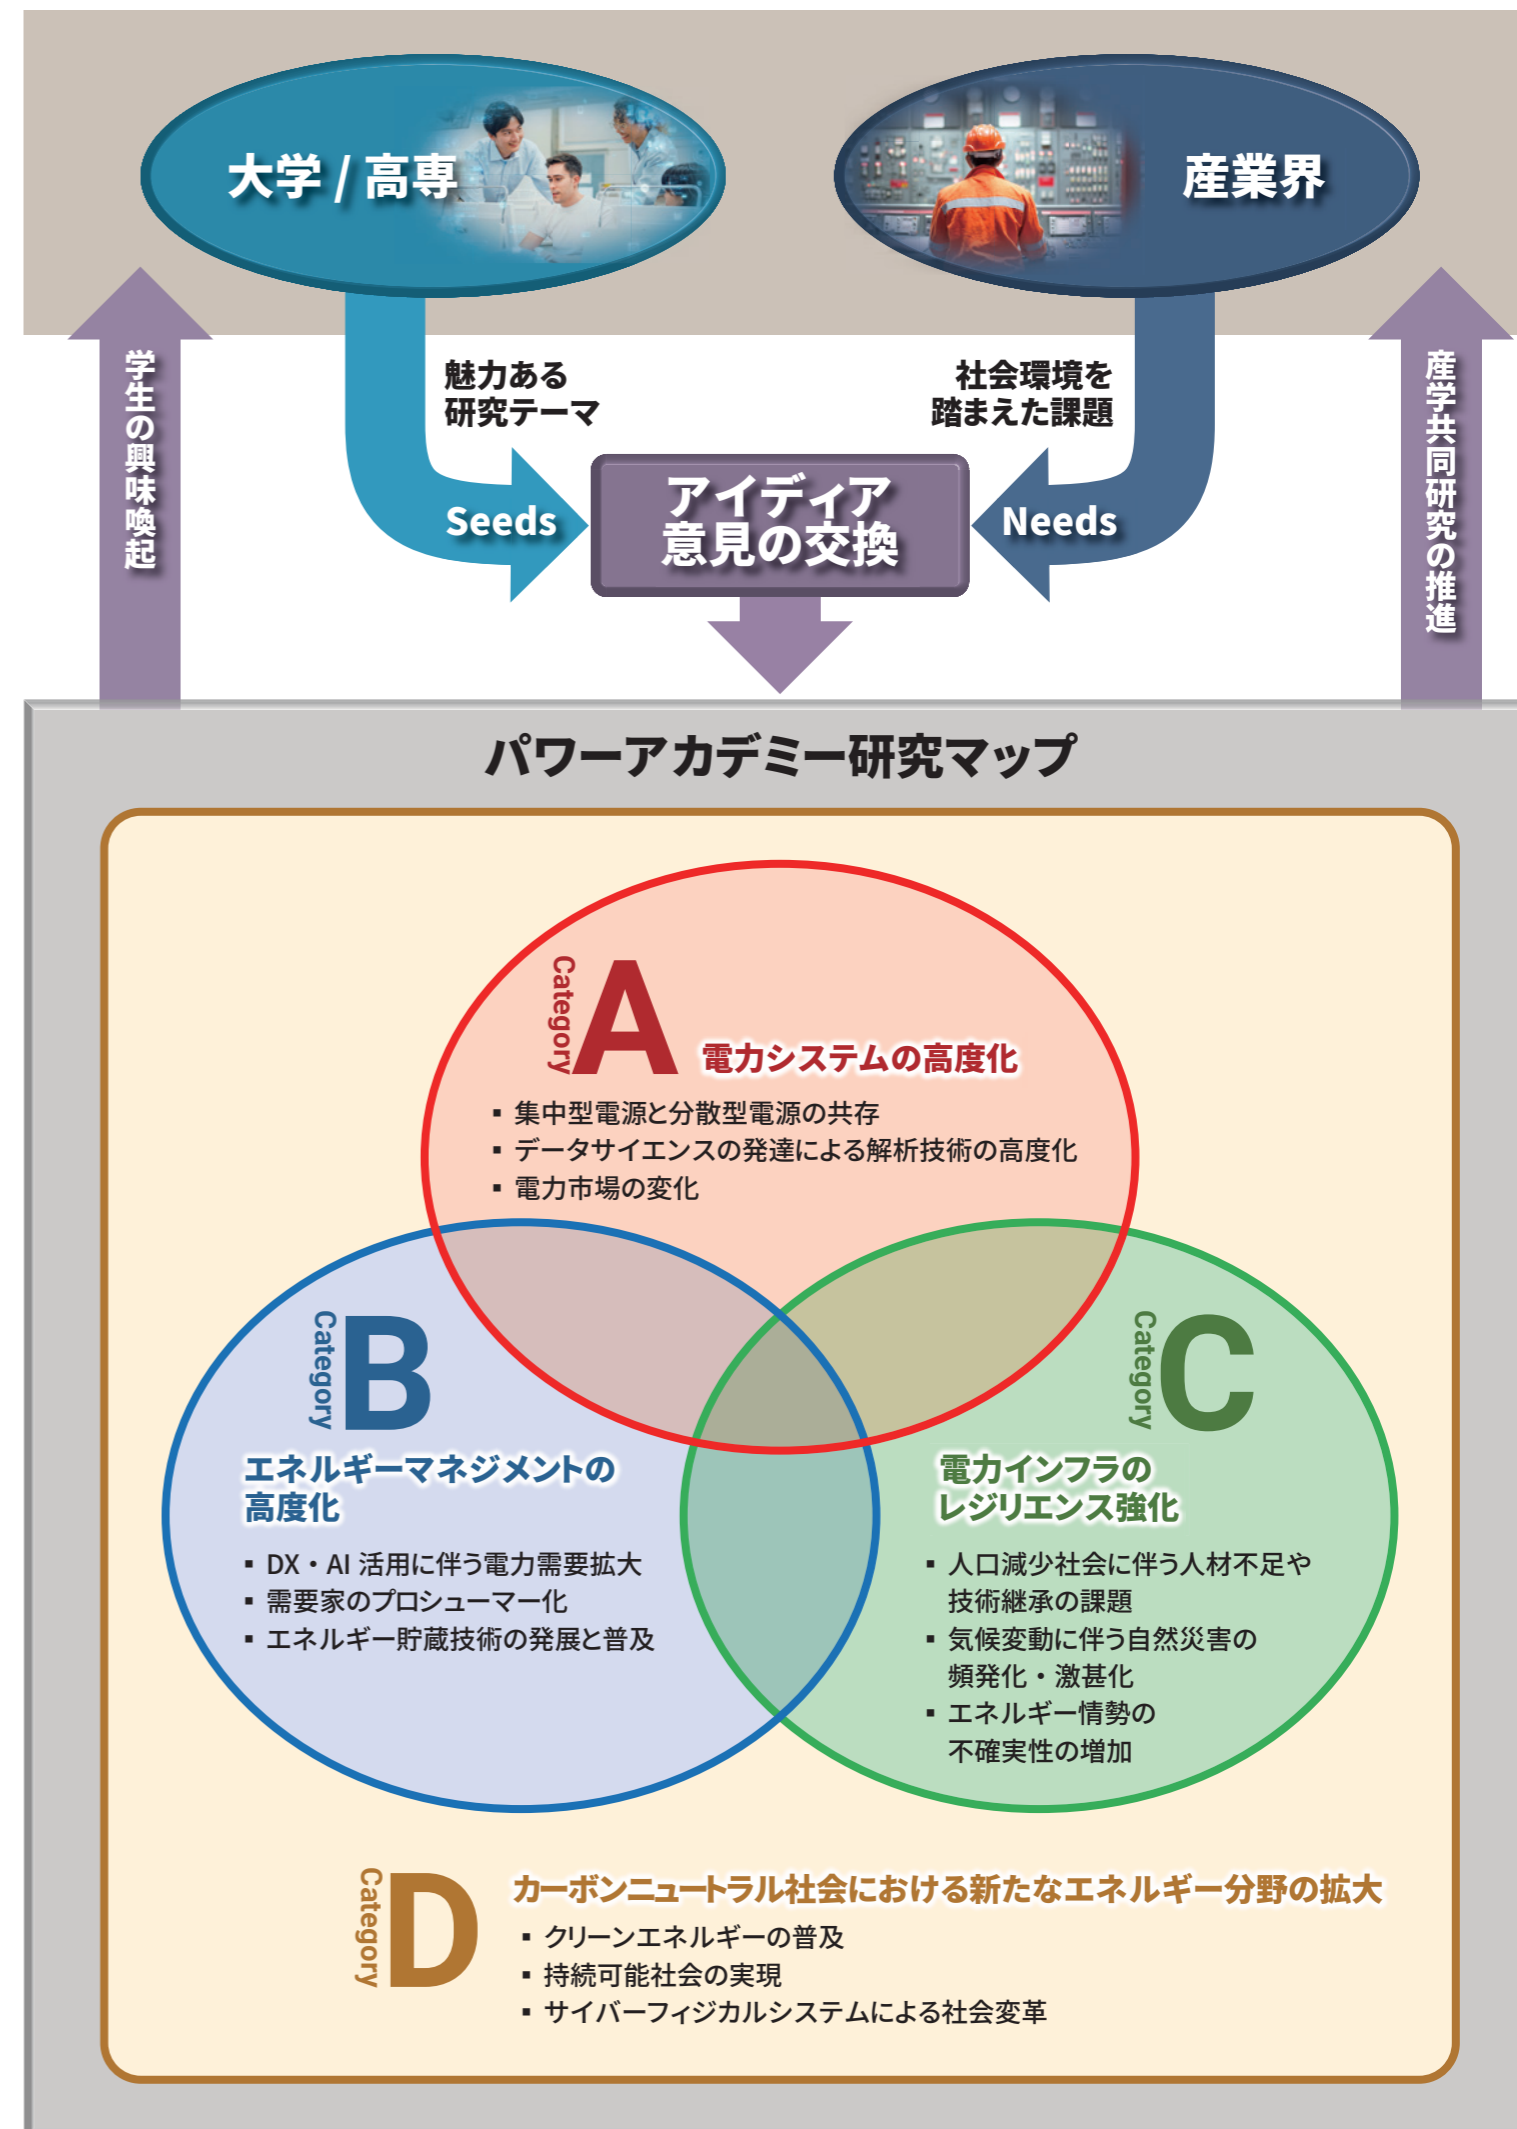 大学 / 高専
産業界
学生の興味喚起
魅力ある
研究テーマ
社会環境を
踏まえた課題
産学共同研究の推進
Seeds
アイディア
意見の交換
Needs
パワーアカデミー研究マップ
Category A
電力システムの高度化
▪ 集中型電源と分散型電源の共存
▪ データサイエンスの発達による解析技術の高度化
▪ 電力市場の変化
Category B
エネルギーマネジメントの
高度化
▪ DX・AI 活用に伴う電力需要拡大
▪ 需要家のプロシューマー化
▪ エネルギー貯蔵技術の発展と普及
Category C
電力インフラの
レジリエンス強化
▪ 人口減少社会に伴う人材不足や
技術継承の課題
▪ 気候変動に伴う自然災害の
頻発化・激甚化
▪ エネルギー情勢の
不確実性の増加
Category D
カーボンニュートラル社会における新たなエネルギー分野の拡大
▪ クリーンエネルギーの普及
▪ 持続可能社会の実現
▪ サイバーフィジカルシステムによる社会変革